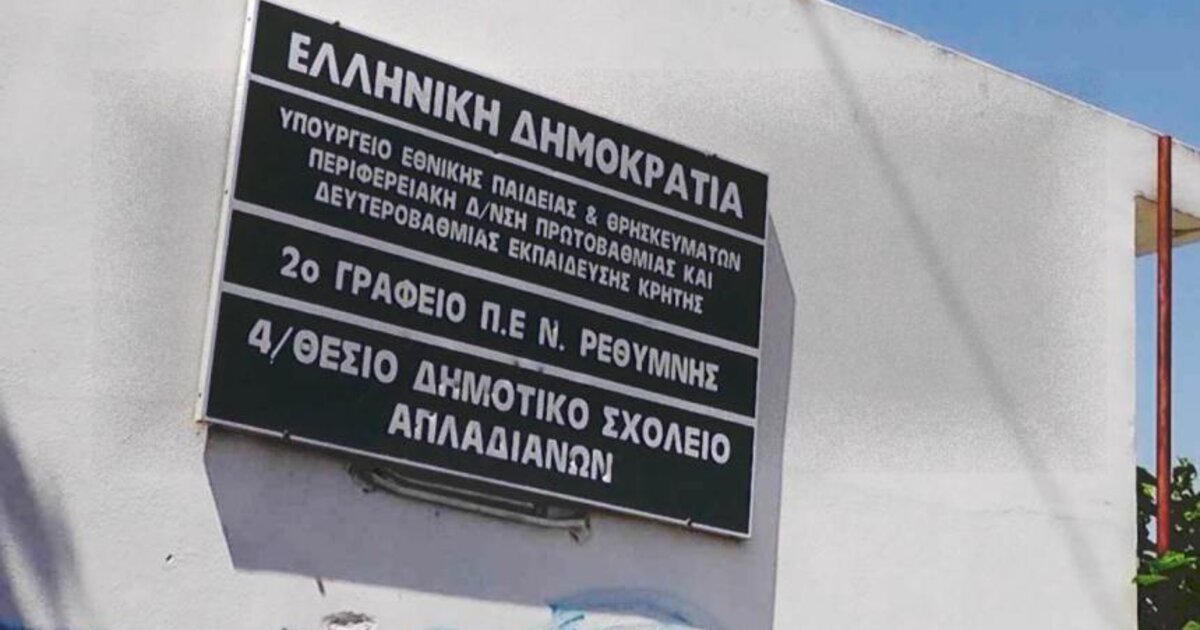 ΕΛΛΗΝΙΚΗ ΔΗΜΟΚΡΑΤΙΑ
ΥΠΟΥΡΓΕΙΟ ΕΘΝΙΚΗΣ ΠΑΙΔΕΙΑΣ & ΘΡΗΣΚΕΥΜΑΤΩΝ
ΠΕΡΙΦΕΡΕΙΑΚΗ Δ/ΝΣΗ ΠΡΩΤΟΒΑΘΜΙΑΣ ΚΑΙ
ΔΕΥΤΕΡΟΒΑΘΜΙΑΣ ΕΚΠΑΙΔΕΥΣΗΣ ΚΡΗΤΗΣ
2ο ΓΡΑΦΕΙΟ Π.Ε Ν. ΡΕΘΥΜΝΗΣ
4/ΘΕΣΙΟ ΔΗΜΟΤΙΚΟ ΣΧΟΛΕΙΟ
ΑΠΛΑΔΙΑΝΩΝ